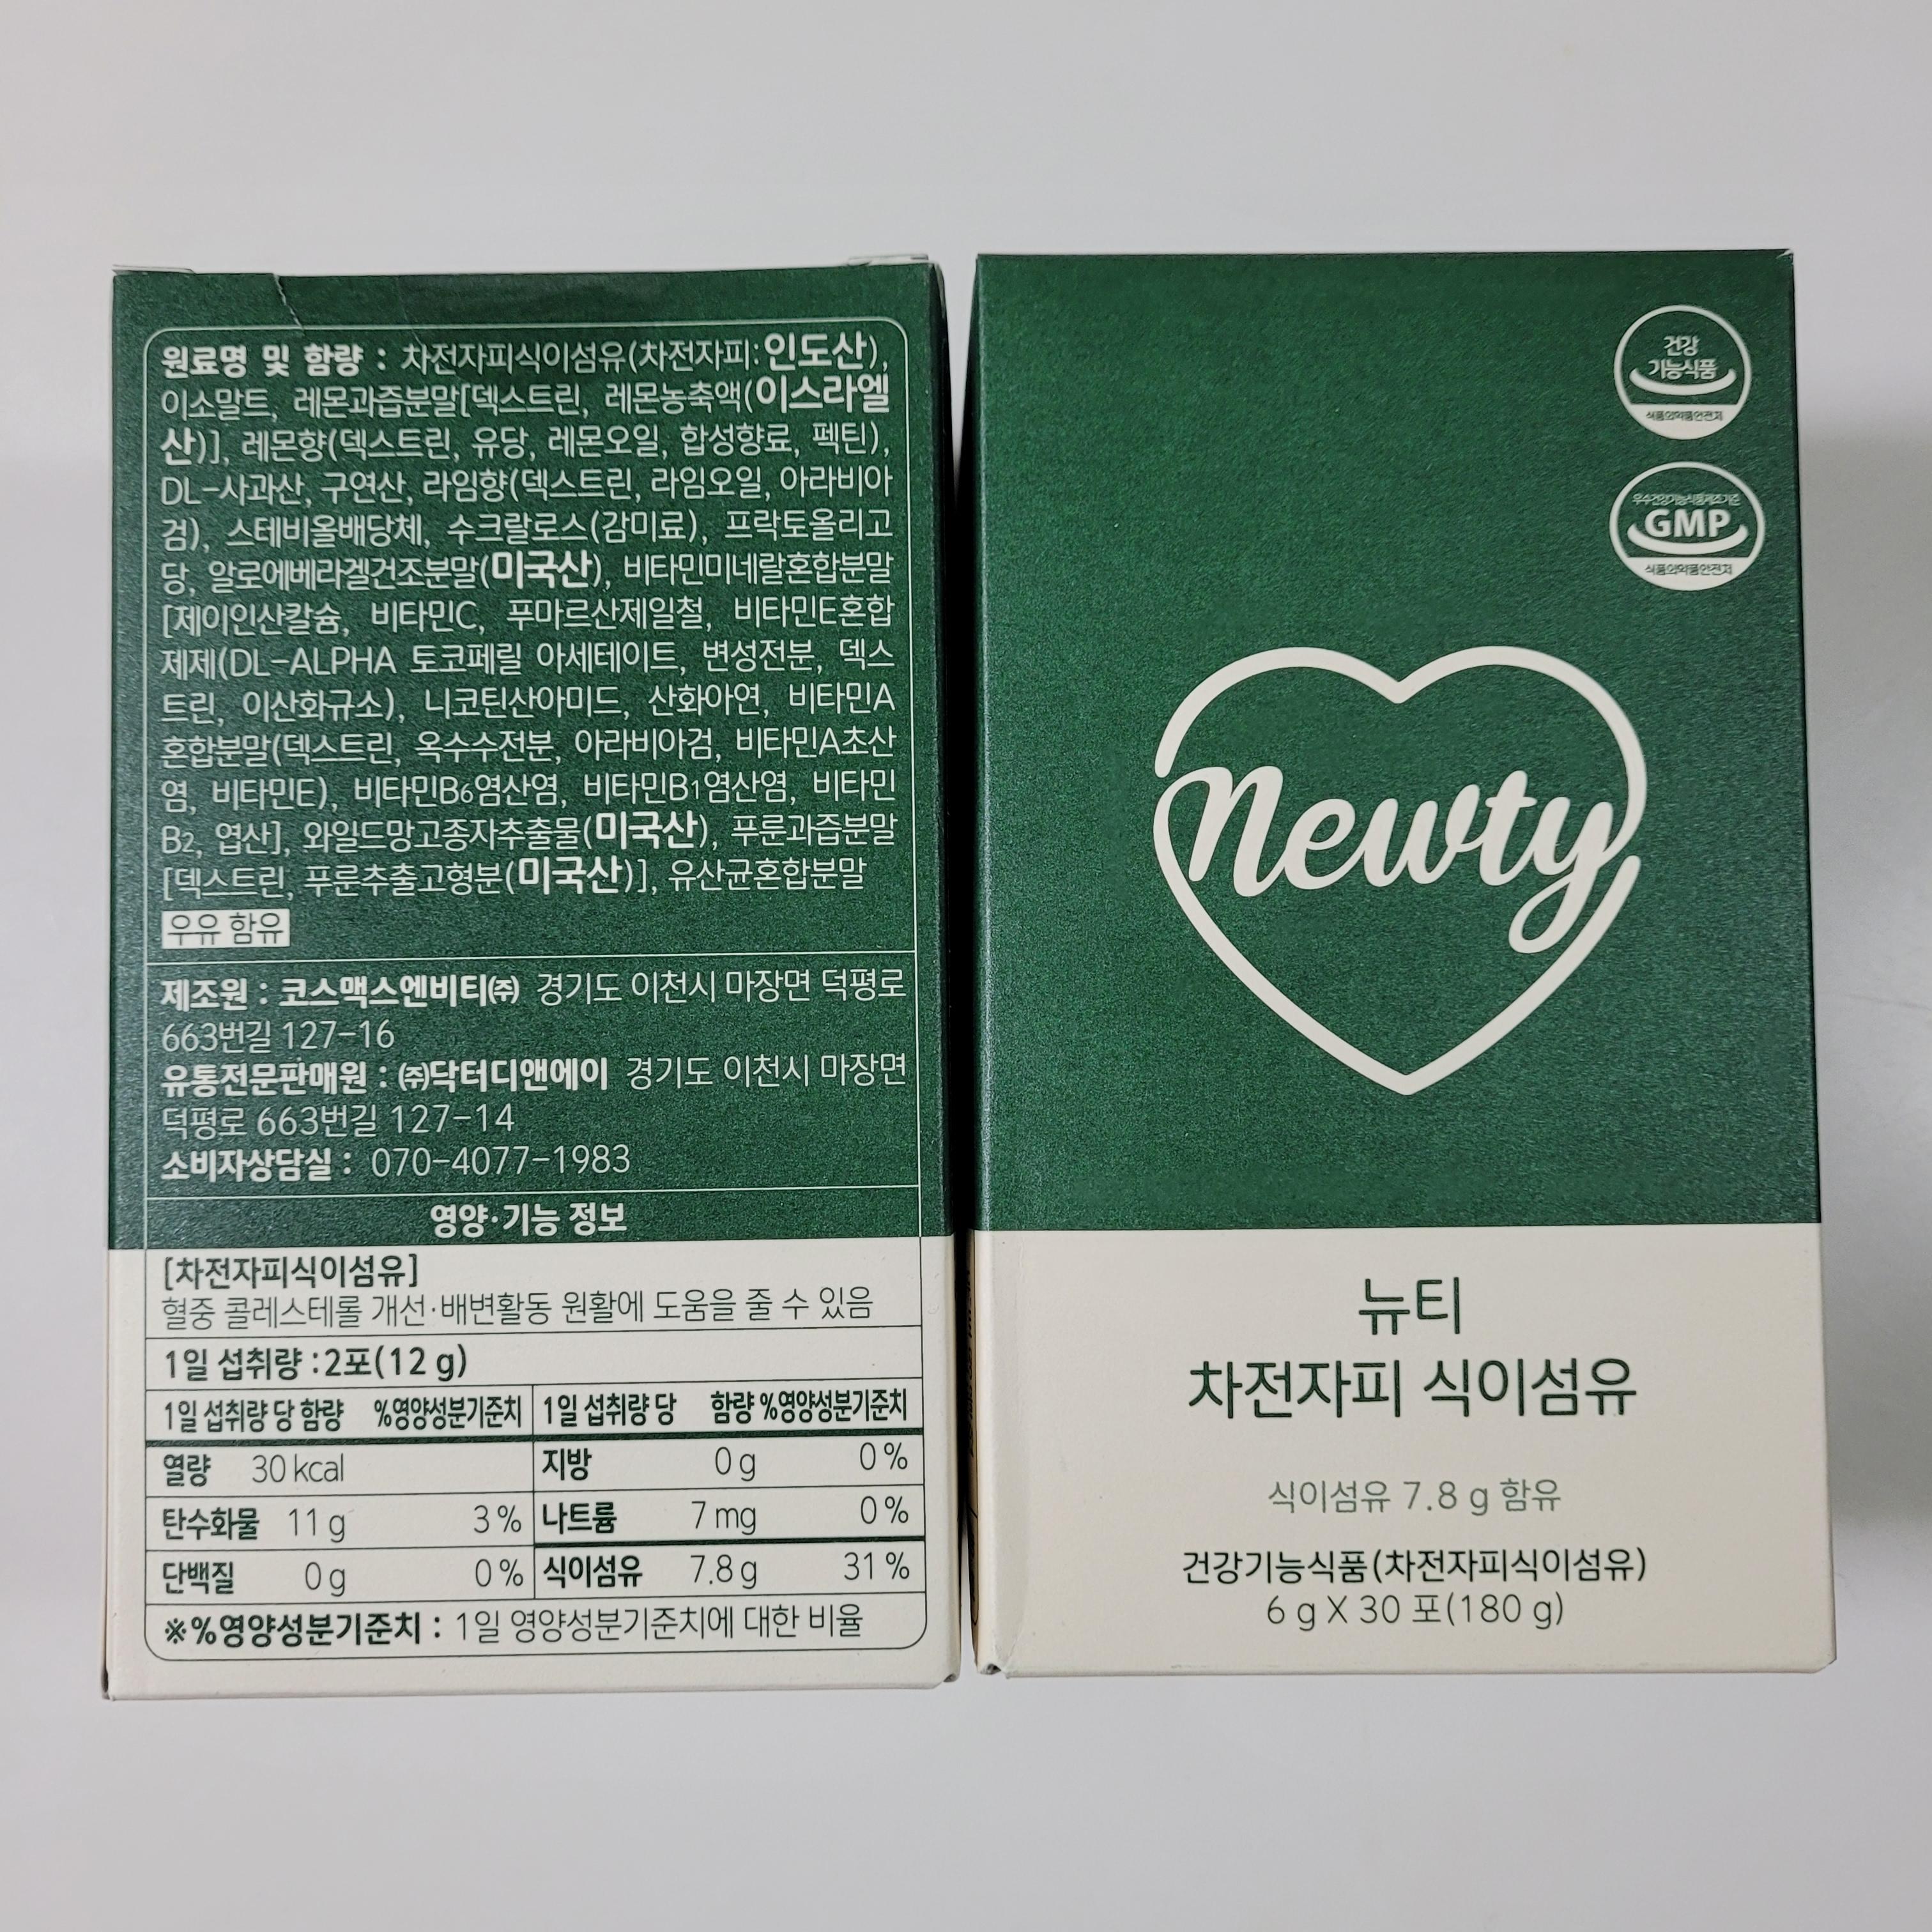 원료명 및 함량 : 차전자피식이섬유(차전자피:인도산),
이소말트, 레몬과즙분말[덱스트린, 레몬농축액(이스라엘
산)], 레몬향(덱스트린, 유당, 레몬오일, 합성향료, 펙틴),
DL-사과산, 구연산, 라임향(덱스트린, 라임오일, 아라비아
검), 스테비올배당체, 수크랄로스(감미료), 프락토올리고
당, 알로에베라겔건조분말(미국산), 비타민미네랄혼합분말
[제이인산칼슘, 비타민C, 푸마르산제일철, 비타민E혼합
제제(DL-ALPHA 토코페릴 아세테이트, 변성전분, 덱스
트린, 이산화규소), 니코틴산아미드, 산화아연, 비타민A
혼합분말(덱스트린, 옥수수전분, 아라비아검, 비타민A초산
염, 비타민E), 비타민B6염산염, 비타민B1염산염, 비타민
B2, 엽산], 와일드망고종자추출물(미국산), 푸룬과즙분말
[덱스트린, 푸룬추출고형분(미국산)], 유산균혼합분말
우유 함유
제조원 : 코스맥스엔비티㈜ 경기도 이천시 마장면 덕평로
663번길 127-16
유통전문판매원 : ㈜닥터디앤에이 경기도 이천시 마장면
덕평로 663번길 127-14
소비자상담실 : 070-4077-1983
영양·기능 정보
[차전자피식이섬유]
혈중 콜레스테롤 개선·배변활동 원활에 도움을 줄 수 있음
1일 섭취량 :2포(12 g)
1일 섭취량 당 함량 %영양성분기준치 1일 섭취량 당 함량 %영양성분기준치
열량 30 kcal 지방 0 g 0 %
탄수화물 11 g 3 % 나트륨 7 mg 0 %
단백질 0 g 0 % 식이섬유 7.8 g 31 %
※%영양성분기준치 : 1일 영양성분기준치에 대한 비율
건강
기능식품
식품의약품안전처
우수건강기능식품제조기준
GMP
식품의약품안전처
newty
뉴티
차전자피 식이섬유
식이섬유 7.8 g 함유
건강기능식품(차전자피식이섬유)
6 g X 30 포(180 g)